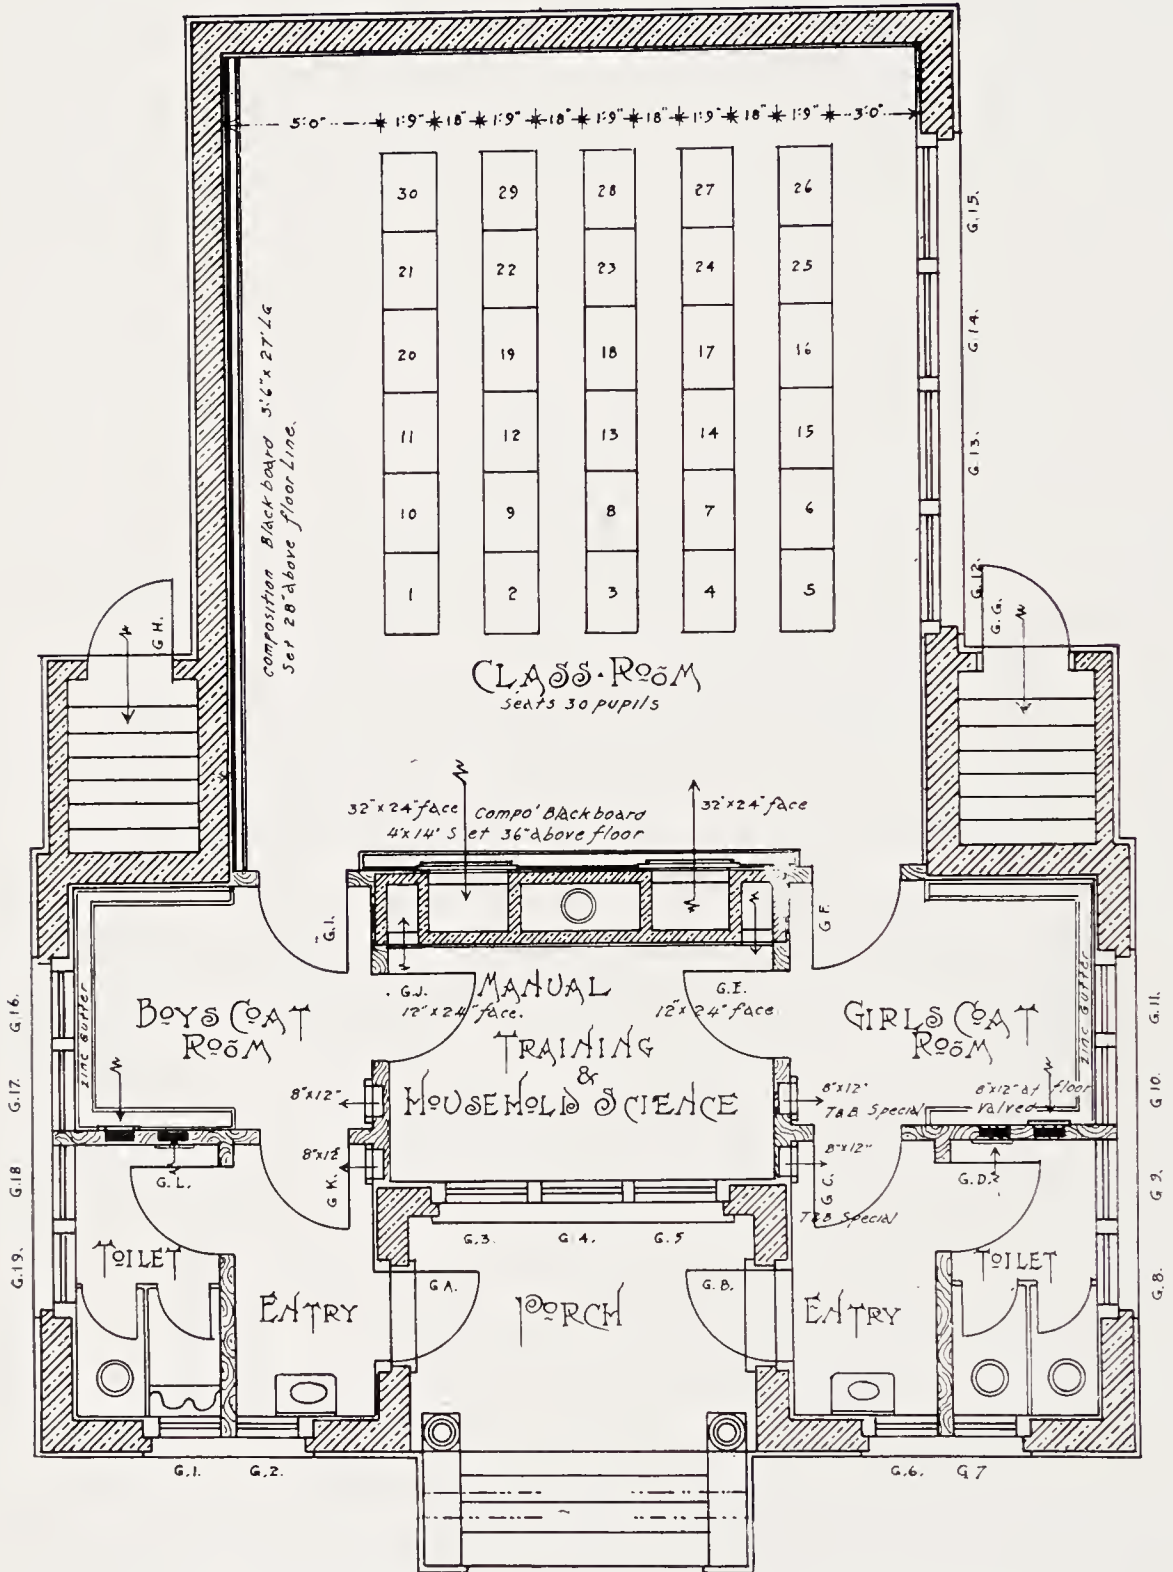 5'0" 1'9" 18" 1'9" 18" 1'9" 18" 1'9" 18" 1'9" 3'0"
30 29 28 27 26
21 22 23 24 25
20 19 18 17 16
11 12 13 14 15
10 9 8 7 6
1 2 3 4 5
G.15.
G.14.
G.13.
G.12.
composition Blackboard 3'6" x 27' LG
Set 28" above floor Line.
G H.
G. G.
CLASS·ROOM
Seats 30 pupils
32" x 24" face
Compo' Blackboard
4'x14' Set 36" above floor
32" x 24" face
G.I.
G.F.
G.J.
MANUAL
G.E.
12" x 24" face.
12" x 24" face
TRAINING
&
HOUSEHOLD SCIENCE
BOYS COAT
ROOM
GIRLS COAT
ROOM
zinc gutter
zinc gutter
G.16.
G.17.
G.18
G.19.
G.11.
G.10.
G.9.
G.8.
8"x12"
8"x12"
T&B Special
8"x12" at floor
valved
8"x12
8"x12"
T&B Special
G.L.
G K.
G C.
G.D.
G.3. G 4. G.5
TOILET
TOILET
G A.
G. B.
ENTRY
PORCH
ENTRY
G.1. G.2.
G.6. G 7